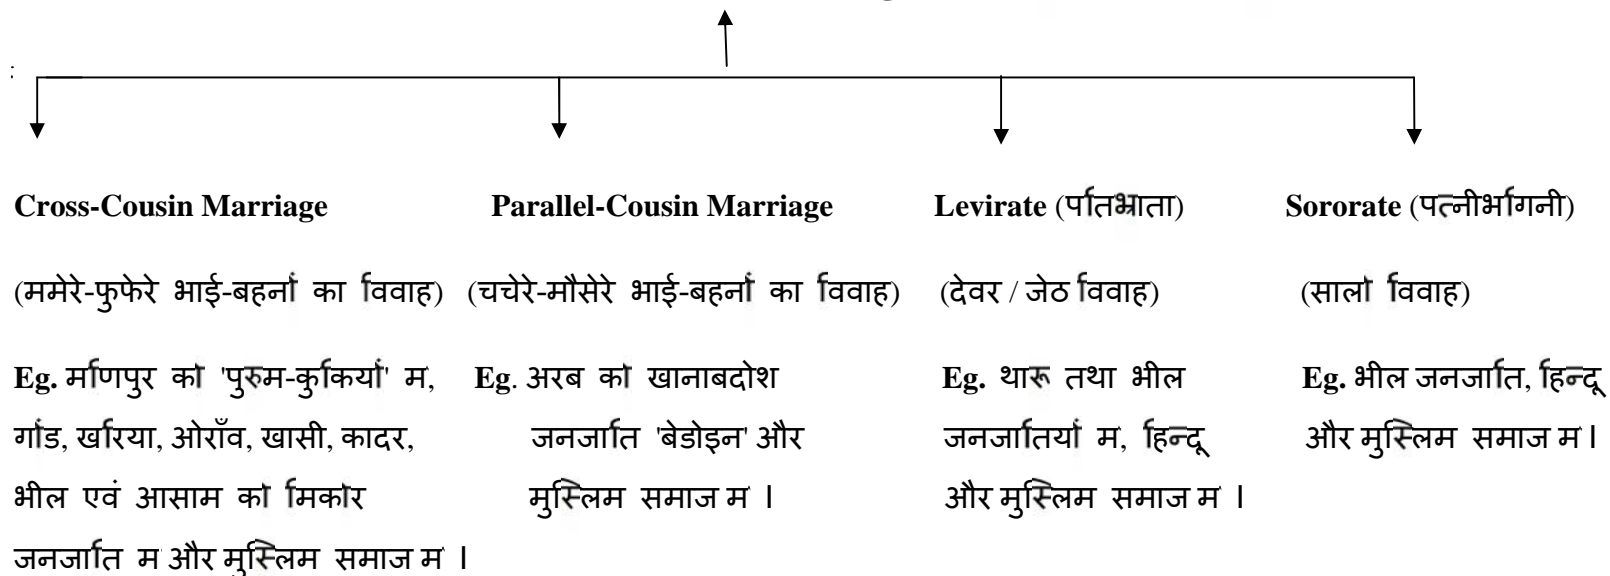 Cross-Cousin Marriage
(ममेरे-फुफेरे भाई-बहनों का विवाह)
Eg. मणिपुर की 'पुरुम-कुकियों' में,
गोंड, खरिया, ओराँव, खासी, कादर,
भील एवं आसाम की मिकीर
जनजाति में और मुस्लिम समाज में ।
Parallel-Cousin Marriage
(चचेरे-मौसेरे भाई-बहनों का विवाह)
Eg. अरब की खानाबदोश
जनजाति 'बेडोइन' और
मुस्लिम समाज में ।
Levirate (पतिभ्राता)
(देवर / जेठ विवाह)
Eg. थारू तथा भील
जनजातियों में, हिन्दू
और मुस्लिम समाज में ।
Sororate (पत्नीभगिनी)
(साली विवाह)
Eg. भील जनजाति, हिन्दू
और मुस्लिम समाज में ।